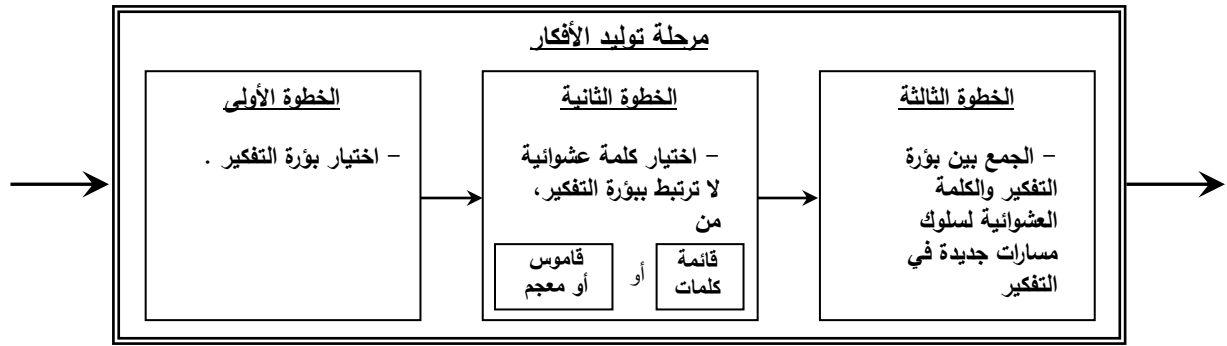 مرحلة توليد الأفكار
الخطوة الأولى
– اختيار بؤرة التفكير .
الخطوة الثانية
– اختيار كلمة عشوائية
لا ترتبط ببؤرة التفكير،
من
قائمة
كلمات
أو
قاموس
أو معجم
الخطوة الثالثة
– الجمع بين بؤرة
التفكير والكلمة
العشوائية لسلوك
مسارات جديدة في
التفكير